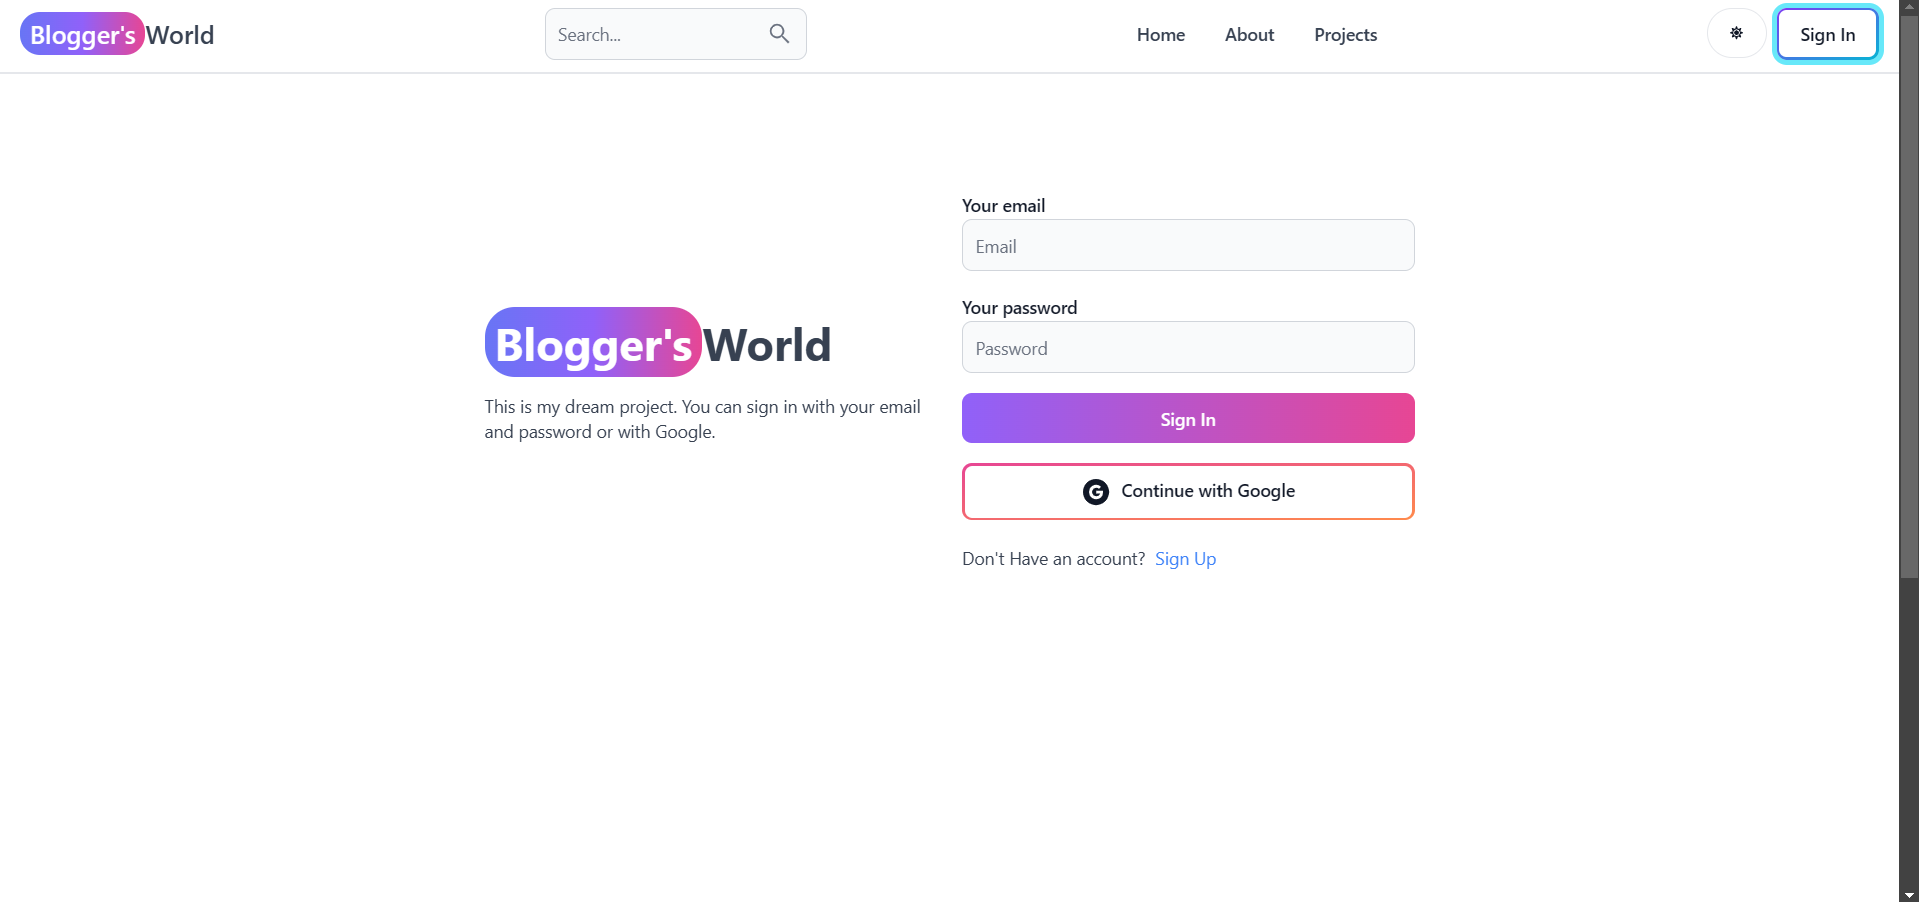 Blogger's World
Search...
Home
About
Projects
Sign In
Your email
Email
Your password
Password
Blogger's World
This is my dream project. You can sign in with your email
and password or with Google.
Sign In
G Continue with Google
Don't Have an account? Sign Up